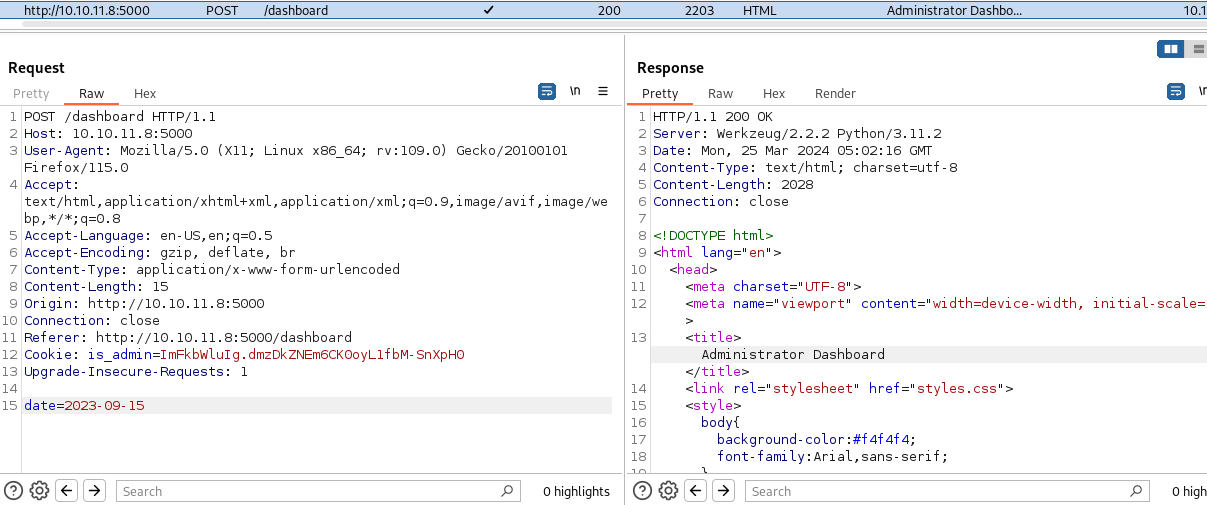 http://10.10.11.8:5000 POST /dashboard ✓ 200 2203 HTML Administrator Dashbo... 10.1
Request
Pretty Raw Hex \n
1 POST /dashboard HTTP/1.1
2 Host: 10.10.11.8:5000
3 User-Agent: Mozilla/5.0 (X11; Linux x86_64; rv:109.0) Gecko/20100101
Firefox/115.0
4 Accept:
text/html,application/xhtml+xml,application/xml;q=0.9,image/avif,image/we
bp,*/*;q=0.8
5 Accept-Language: en-US,en;q=0.5
6 Accept-Encoding: gzip, deflate, br
7 Content-Type: application/x-www-form-urlencoded
8 Content-Length: 15
9 Origin: http://10.10.11.8:5000
10 Connection: close
11 Referer: http://10.10.11.8:5000/dashboard
12 Cookie: is_admin=ImFkbWluIg.dmzDkZNEm6CK0oyL1fbM-SnXpH0
13 Upgrade-Insecure-Requests: 1
14
15 date=2023-09-15
Search 0 highlights
Response
Pretty Raw Hex Render \n
1 HTTP/1.1 200 OK
2 Server: Werkzeug/2.2.2 Python/3.11.2
3 Date: Mon, 25 Mar 2024 05:02:16 GMT
4 Content-Type: text/html; charset=utf-8
5 Content-Length: 2028
6 Connection: close
7
8 <!DOCTYPE html>
9 <html lang="en">
10 <head>
11 <meta charset="UTF-8">
12 <meta name="viewport" content="width=device-width, initial-scale=
>
13 <title>
Administrator Dashboard
</title>
14 <link rel="stylesheet" href="styles.css">
15 <style>
16 body{
17 background-color:#f4f4f4;
18 font-family:Arial,sans-serif;
19 }
Search 0 high